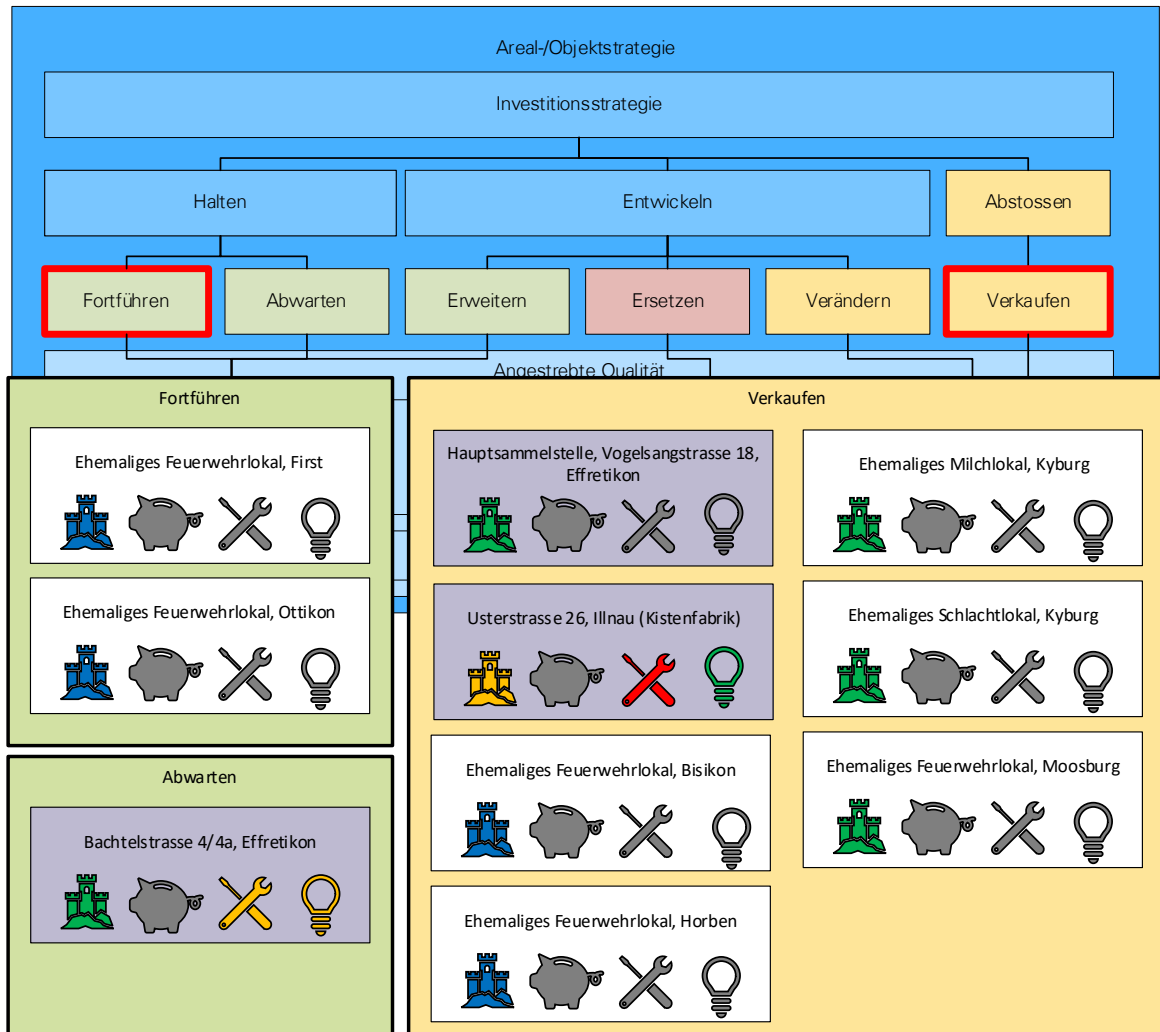 Areal-/Objektstrategie
Investitionsstrategie
Halten
Entwickeln
Abstossen
Fortführen
Abwarten
Erweitern
Ersetzen
Verändern
Verkaufen
Angestrebte Qualität
Fortführen
Ehemaliges Feuerwehrlokal, First
Ehemaliges Feuerwehrlokal, Ottikon
Abwarten
Bachtelstrasse 4/4a, Effretikon
Verkaufen
Hauptsammelstelle, Vogelsangstrasse 18,
Effretikon
Usterstrasse 26, Illnau (Kistenfabrik)
Ehemaliges Feuerwehrlokal, Bisikon
Ehemaliges Feuerwehrlokal, Horben
Ehemaliges Milchlokal, Kyburg
Ehemaliges Schlachtlokal, Kyburg
Ehemaliges Feuerwehrlokal, Moosburg